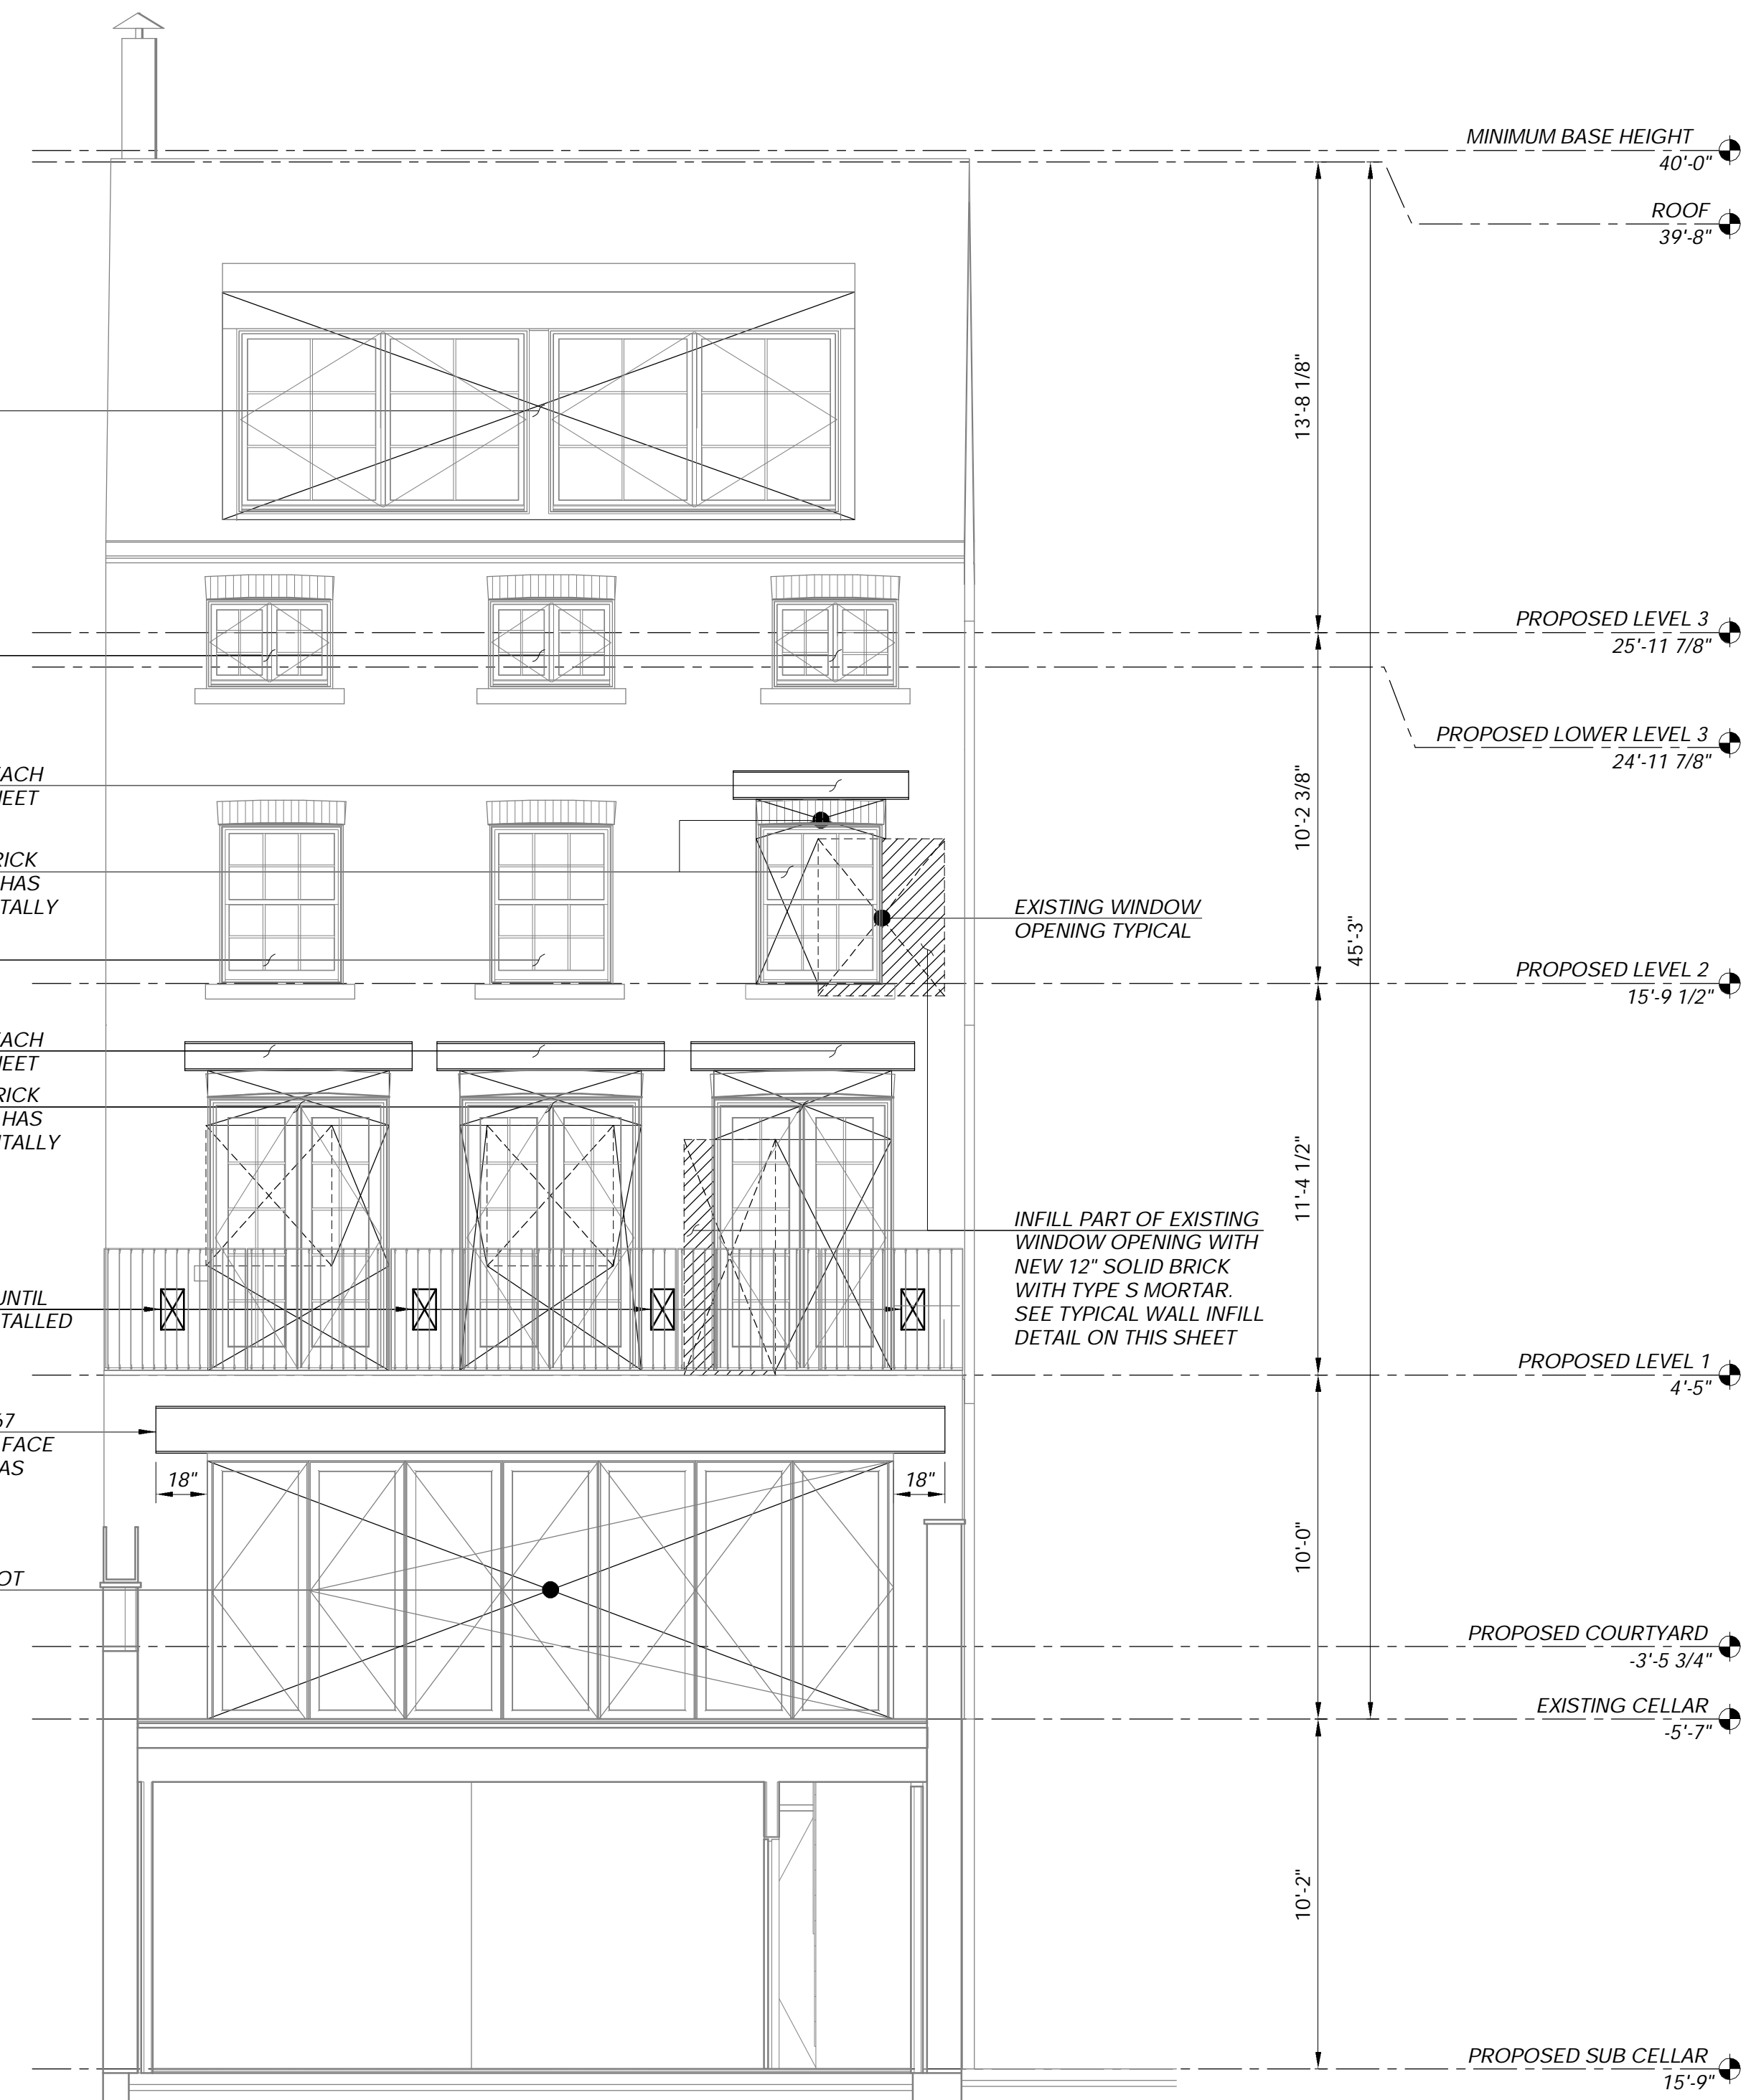 MINIMUM BASE HEIGHT
40'-0"
ROOF
39'-8"
13'-8 1/8"
PROPOSED LEVEL 3
25'-11 7/8"
PROPOSED LOWER LEVEL 3
24'-11 7/8"
EACH
HEET
10'-2 3/8"
RICK
HAS
TALLY
EXISTING WINDOW
OPENING TYPICAL
45'-3"
PROPOSED LEVEL 2
15'-9 1/2"
EACH
HEET
RICK
HAS
NTALLY
11'-4 1/2"
INFILL PART OF EXISTING
WINDOW OPENING WITH
NEW 12" SOLID BRICK
WITH TYPE S MORTAR.
SEE TYPICAL WALL INFILL
DETAIL ON THIS SHEET
UNTIL
TALLED
PROPOSED LEVEL 1
4'-5"
67
FACE
AS
18"
18"
10'-0"
OT
PROPOSED COURTYARD
-3'-5 3/4"
EXISTING CELLAR
-5'-7"
10'-2"
PROPOSED SUB CELLAR
15'-9"